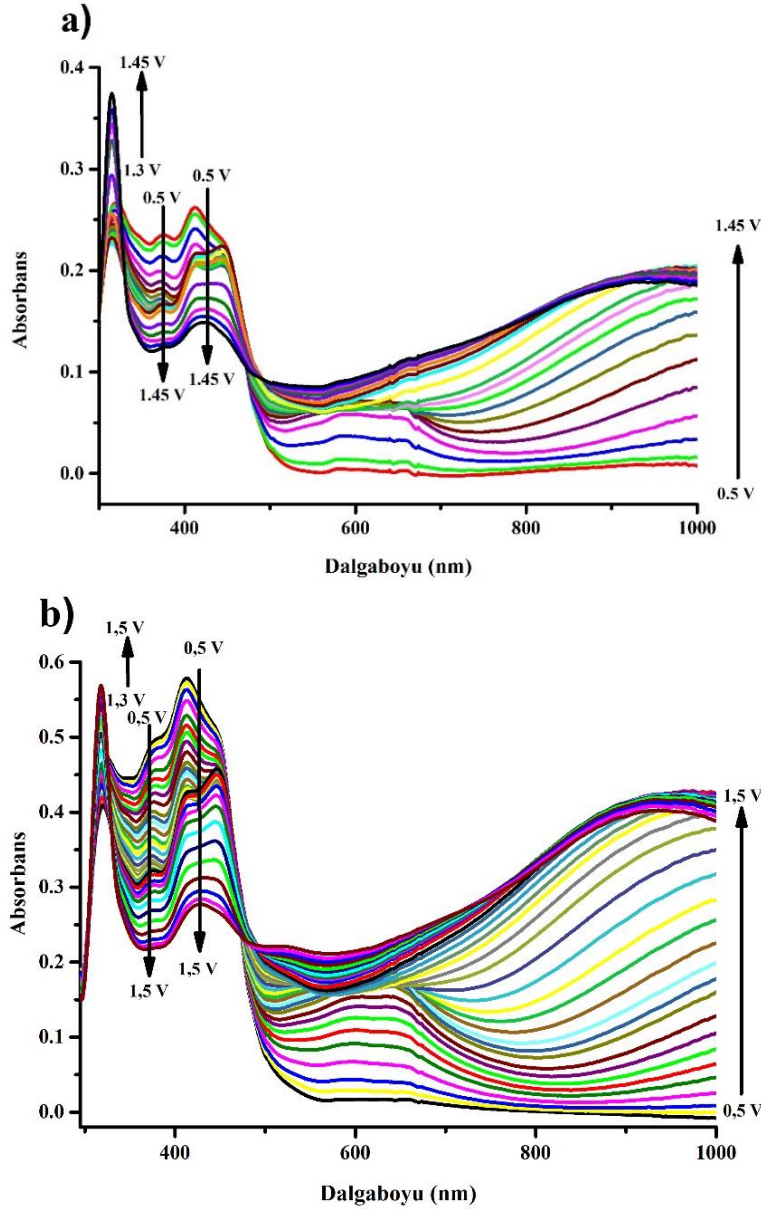 a)
1.45 V
1.3 V
0.5 V
0.5 V
1.45 V
1.45 V
1.45 V
0.5 V
Absorbans
0.4
0.3
0.2
0.1
0.0
400
600
800
1000
Dalgaboyu (nm)
b)
1,5 V
1,3 V
0,5 V
0,5 V
1,5 V
1,5 V
1,5 V
0,5 V
Absorbans
0.6
0.5
0.4
0.3
0.2
0.1
0.0
400
600
800
1000
Dalgaboyu (nm)